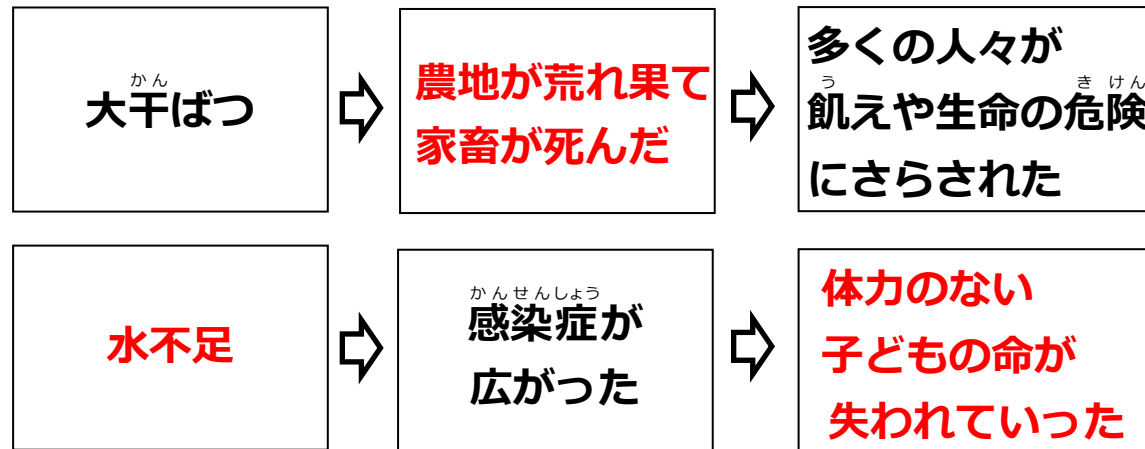 大干ばつ
かん
農地が荒れ果て
家畜が死んだ
多くの人々が
飢えや生命の危険
う
き けん
にさらされた
水不足
感染症が
かんせんしょう
広がった
体力のない
子どもの命が
失われていった